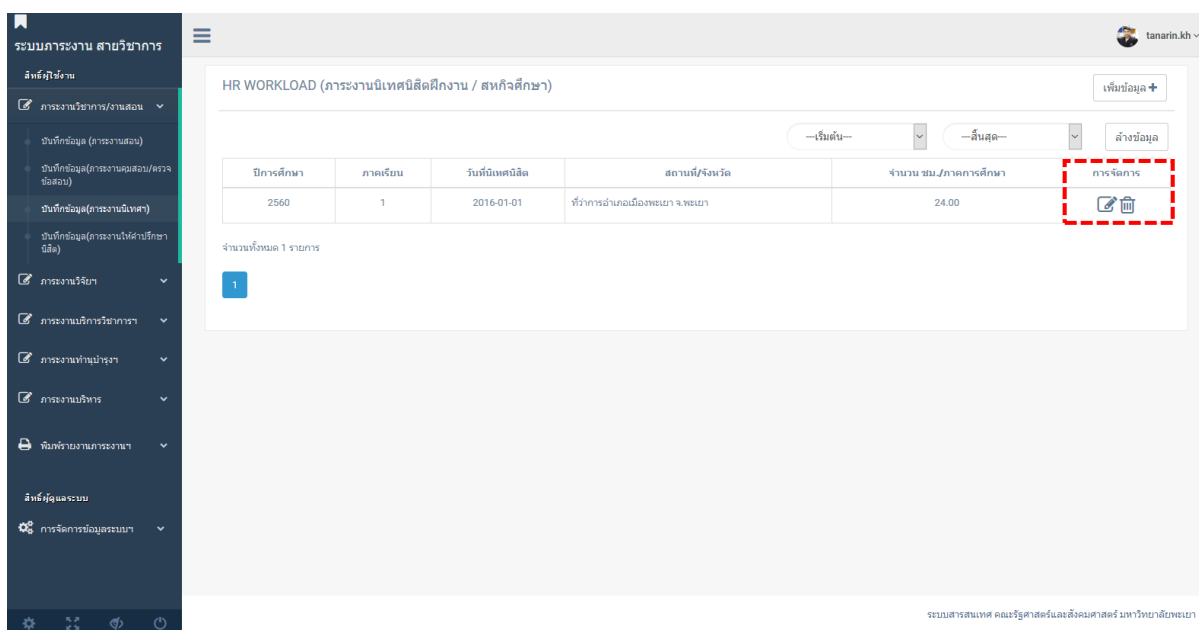 ระบบภาระงาน สายวิชาการ
tanarin.kh
สิทธิ์ผู้ใช้งาน
ภาระงานวิชาการ/งานสอน
บันทึกข้อมูล (ภาระงานสอน)
บันทึกข้อมูล(ภาระงานคุมสอบ/ตรวจ
ข้อสอบ)
บันทึกข้อมูล(ภาระงานนิเทศฯ)
บันทึกข้อมูล(ภาระงานให้คำปรึกษา
นิสิต)
ภาระงานวิจัยฯ
ภาระงานบริการวิชาการฯ
ภาระงานทำนุบำรุงฯ
ภาระงานบริหาร
พิมพ์รายงานภาระงานฯ
สิทธิ์ผู้ดูแลระบบ
การจัดการข้อมูลระบบฯ
HR WORKLOAD (ภาระงานนิเทศนิสิตฝึกงาน / สหกิจศึกษา)
เพิ่มข้อมูล
---เริ่มต้น---
---สิ้นสุด---
ล้างข้อมูล
ปีการศึกษา ภาคเรียน วันที่นิเทศนิสิต สถานที่/จังหวัด จำนวน ชม./ภาคการศึกษา การจัดการ
2560 1 2016-01-01 ที่ว่าการอำเภอเมืองพะเยา จ.พะเยา 24.00
จำนวนทั้งหมด 1 รายการ
1
ระบบสารสนเทศ คณะรัฐศาสตร์และสังคมศาสตร์ มหาวิทยาลัยพะเยา